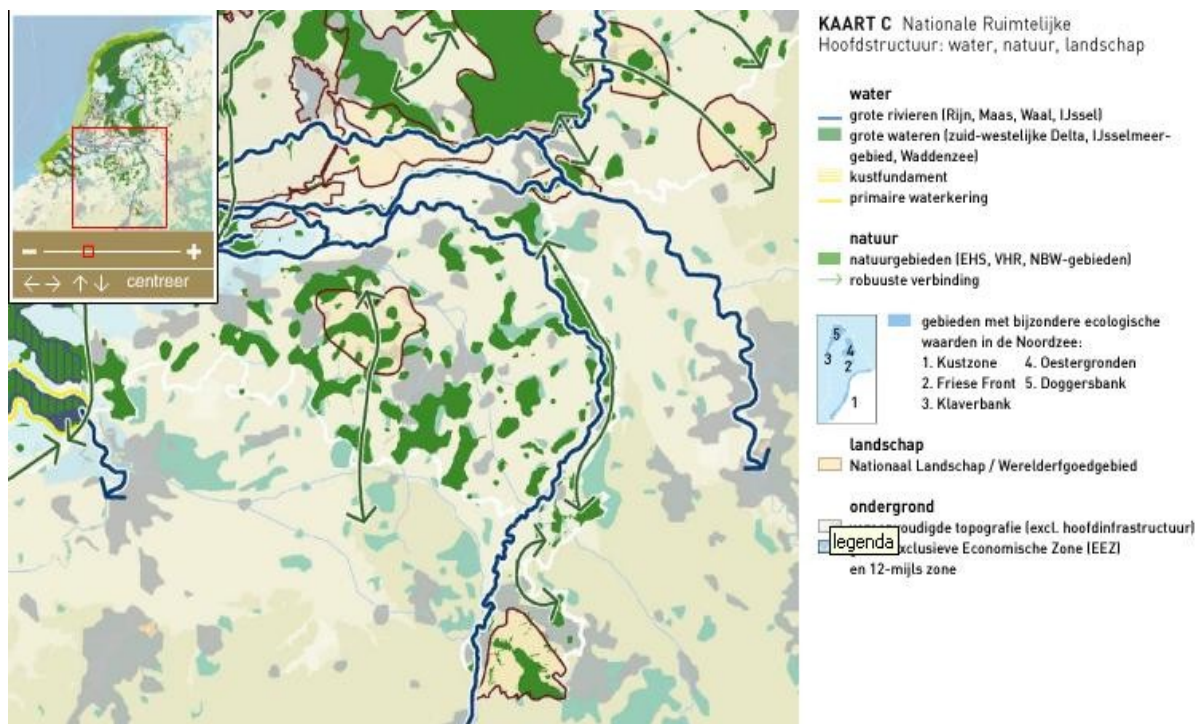 centreer
KAART C Nationale Ruimtelijke
Hoofdstructuur: water, natuur, landschap
water
grote rivieren (Rijn, Maas, Waal, IJssel)
grote wateren (zuid-westelijke Delta, IJsselmeer-
gebied, Waddenzee)
kustfundament
primaire waterkering
natuur
natuurgebieden (EHS, VHR, NBW-gebieden)
robuuste verbinding
gebieden met bijzondere ecologische
waarden in de Noordzee:
1. Kustzone 4. Oestergronden
2. Friese Front 5. Doggersbank
3. Klaverbank
5
3 4
2
1
landschap
Nationaal Landschap / Werelderfgoedgebied
ondergrond
topografie (excl. hoofdinfrastructuur)
legenda
Economische Zone (EEZ)
en 12-mijls zone